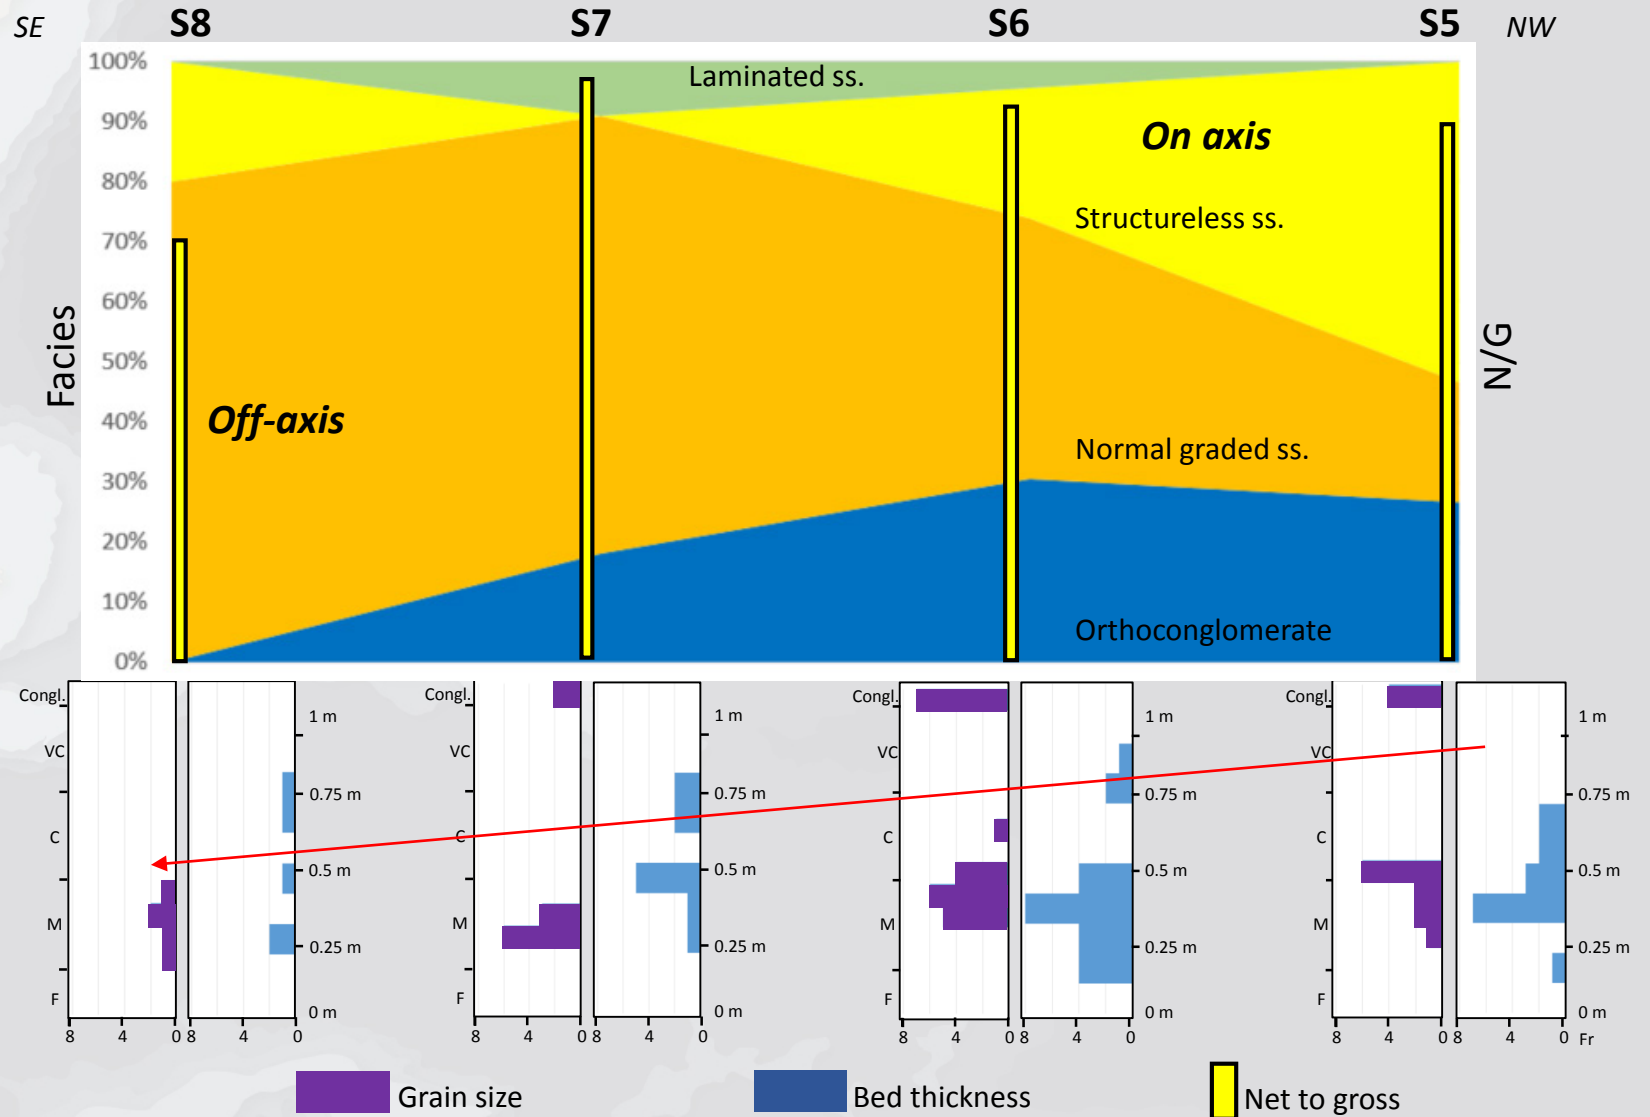 SE S8 S7 S6 S5 NW
100%
Laminated ss.
90%
On axis
80%
Structureless ss.
70%
60%
Facies
N/G
50%
40%
Off-axis
Normal graded ss.
30%
20%
10%
Orthoconglomerate
0%
Congl. Congl. Congl. Congl.
1 m 1 m 1 m 1 m
VC VC VC VC
0.75 m 0.75 m 0.75 m 0.75 m
C C C C
0.5 m 0.5 m 0.5 m 0.5 m
M M M M
0.25 m 0.25 m 0.25 m 0.25 m
F F F F
0 m 0 m 0 m 0 m
8 4 0 8 4 0 8 4 0 8 4 0 8 4 0 8 4 0 8 4 0 8 4 0 Fr
Grain size Bed thickness Net to gross